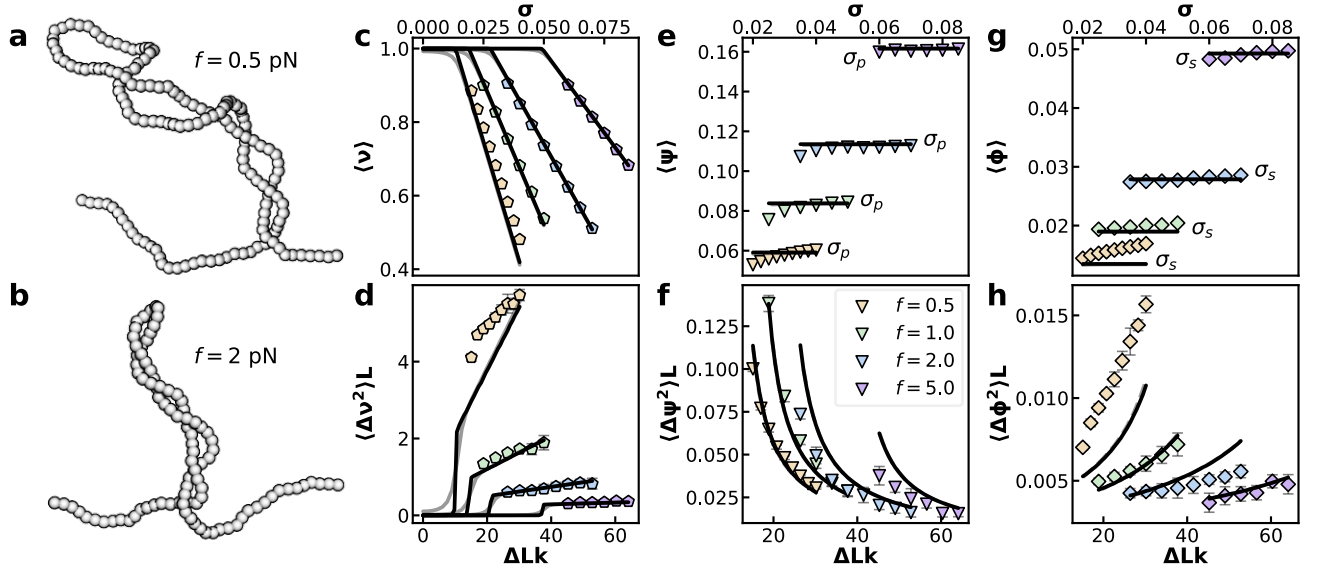 a
f = 0.5 pN
b
f = 2 pN
σ
0.000 0.025 0.050 0.075
c
⟨ν⟩
1.0
0.8
0.6
0.4
d
⟨Δν²⟩L
4
2
0
0 20 40 60
ΔLk
σ
0.02 0.04 0.06 0.08
e
⟨ψ⟩
0.16
0.14
0.12
0.10
0.08
0.06
σₚ
σₚ
σₚ
σₚ
f
⟨Δψ²⟩L
0.125
0.100
0.075
0.050
0.025
f = 0.5
f = 1.0
f = 2.0
f = 5.0
20 40 60
ΔLk
σ
0.02 0.04 0.06 0.08
g
⟨ϕ⟩
0.05
0.04
0.03
0.02
σₛ
σₛ
σₛ
σₛ
h
⟨Δϕ²⟩L
0.015
0.010
0.005
20 40 60
ΔLk